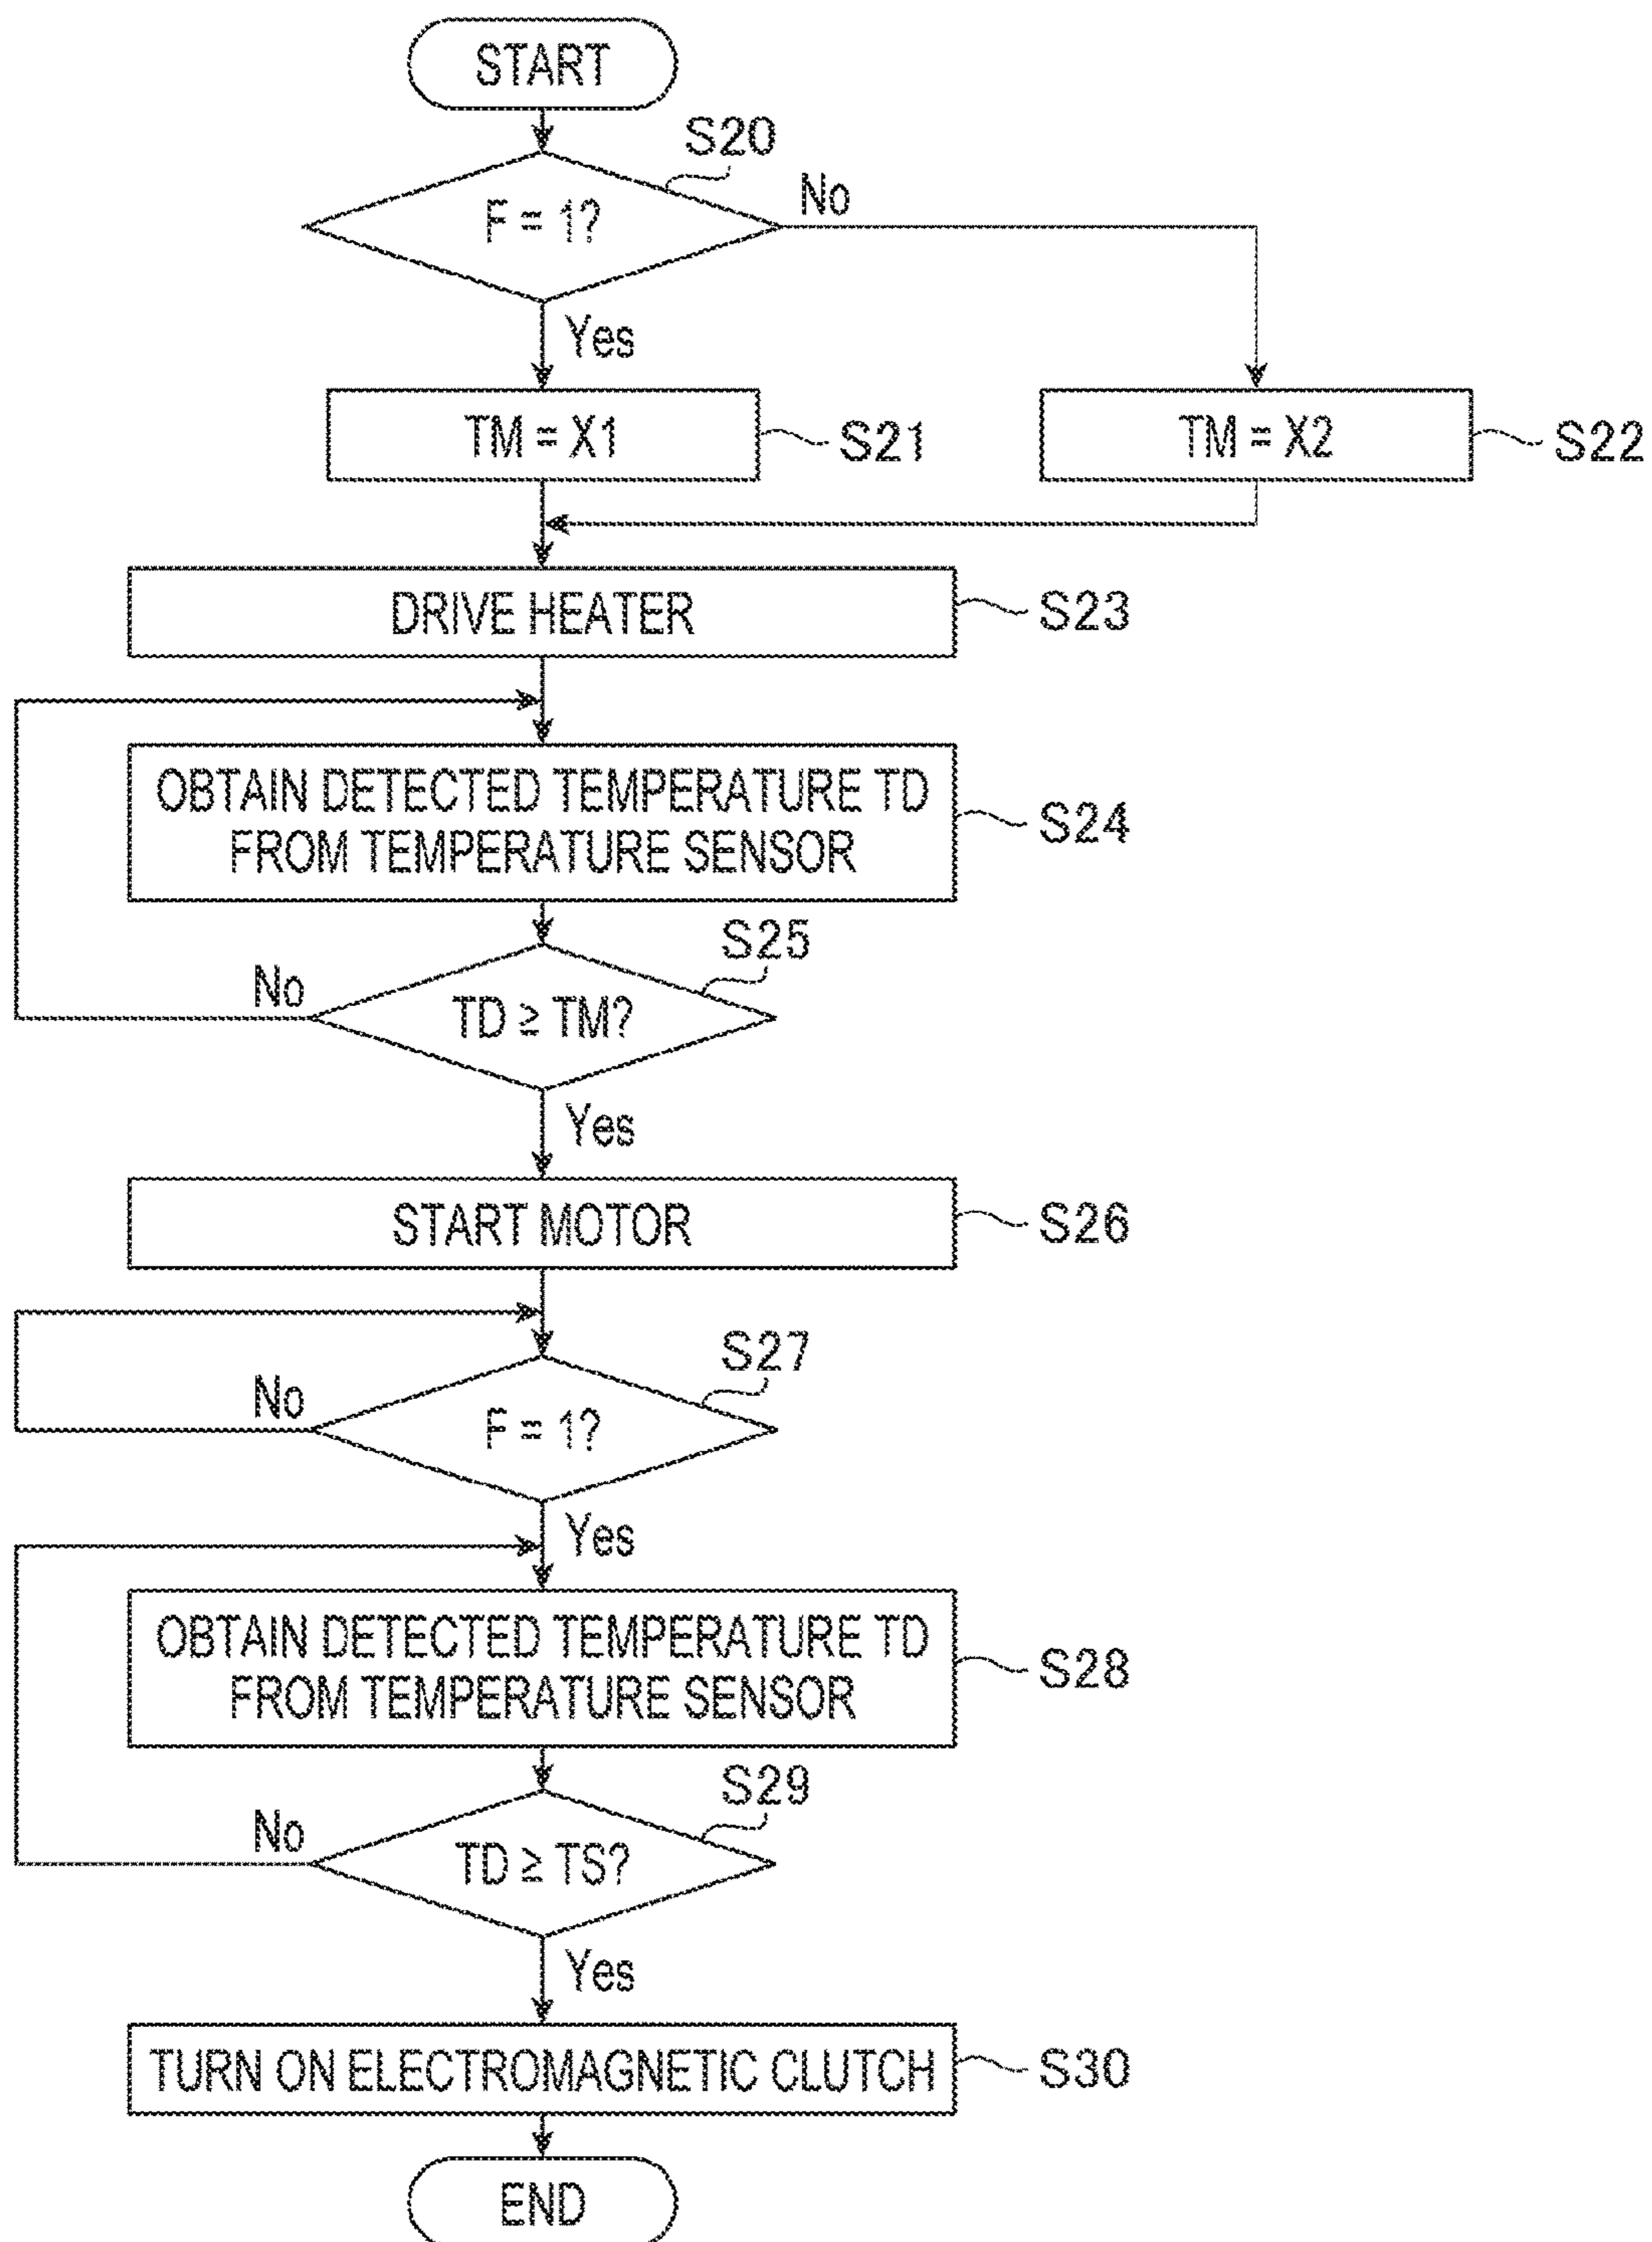 START
S20
F = 1?
No
Yes
TM = X1
S21
TM = X2
S22
DRIVE HEATER
S23
OBTAIN DETECTED TEMPERATURE TD
FROM TEMPERATURE SENSOR
S24
S25
No
TD ≥ TM?
Yes
START MOTOR
S26
S27
No
F = 1?
Yes
OBTAIN DETECTED TEMPERATURE TD
FROM TEMPERATURE SENSOR
S28
S29
No
TD ≥ TS?
Yes
TURN ON ELECTROMAGNETIC CLUTCH
S30
END